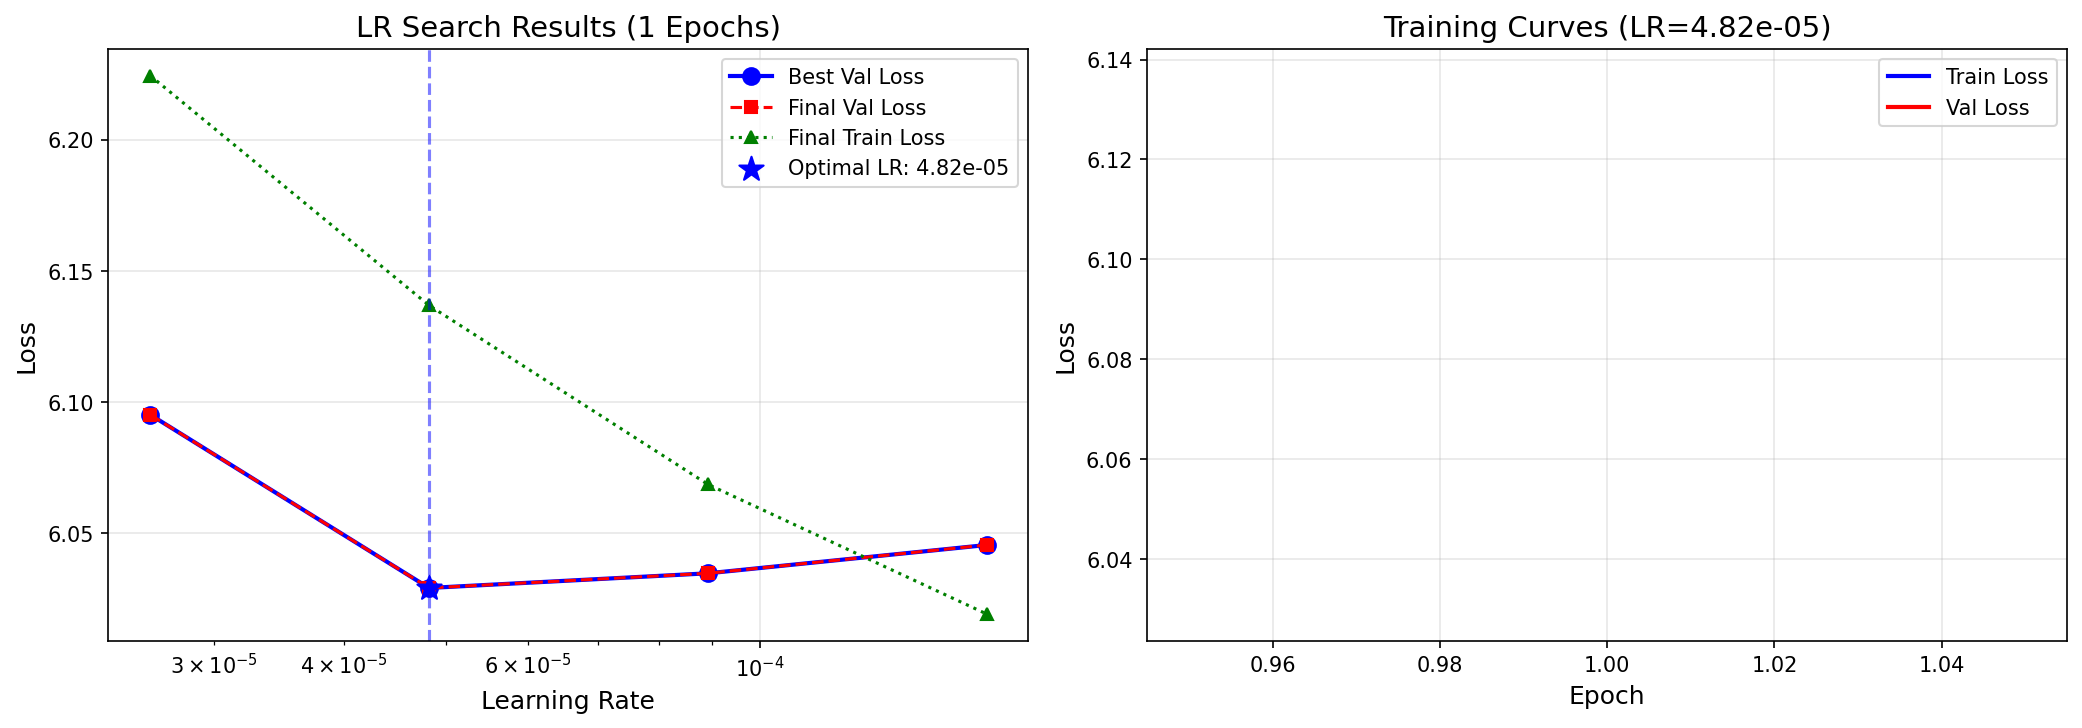 LR Search Results (1 Epochs)
Best Val Loss
Final Val Loss
Final Train Loss
Optimal LR: 4.82e-05
Loss
6.20
6.15
6.10
6.05
3 × 10⁻⁵
4 × 10⁻⁵
6 × 10⁻⁵
10⁻⁴
Learning Rate
Training Curves (LR=4.82e-05)
Train Loss
Val Loss
Loss
6.14
6.12
6.10
6.08
6.06
6.04
0.96
0.98
1.00
1.02
1.04
Epoch